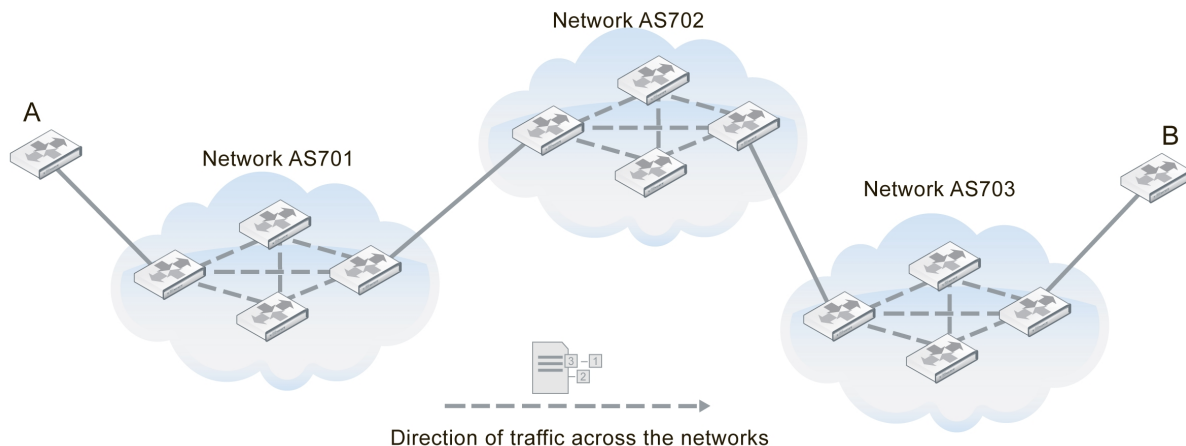 Network AS702
A
Network AS701
B
Network AS703
3
1
2
Direction of traffic across the networks